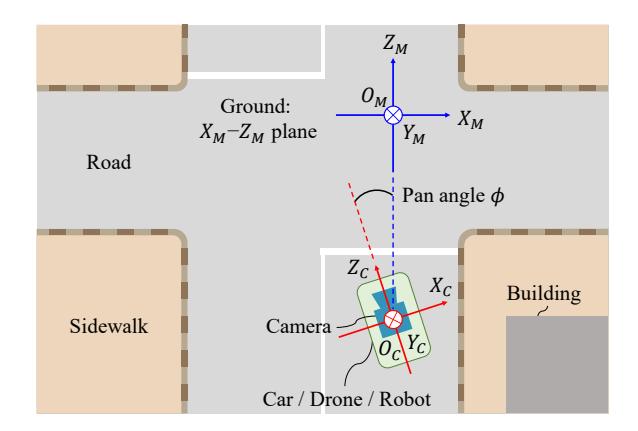 Z_M
O_M
X_M
Y_M
Ground:
X_M–Z_M plane
Road
Pan angle ϕ
Z_C
X_C
Building
Sidewalk
Camera
O_C
Y_C
Car / Drone / Robot